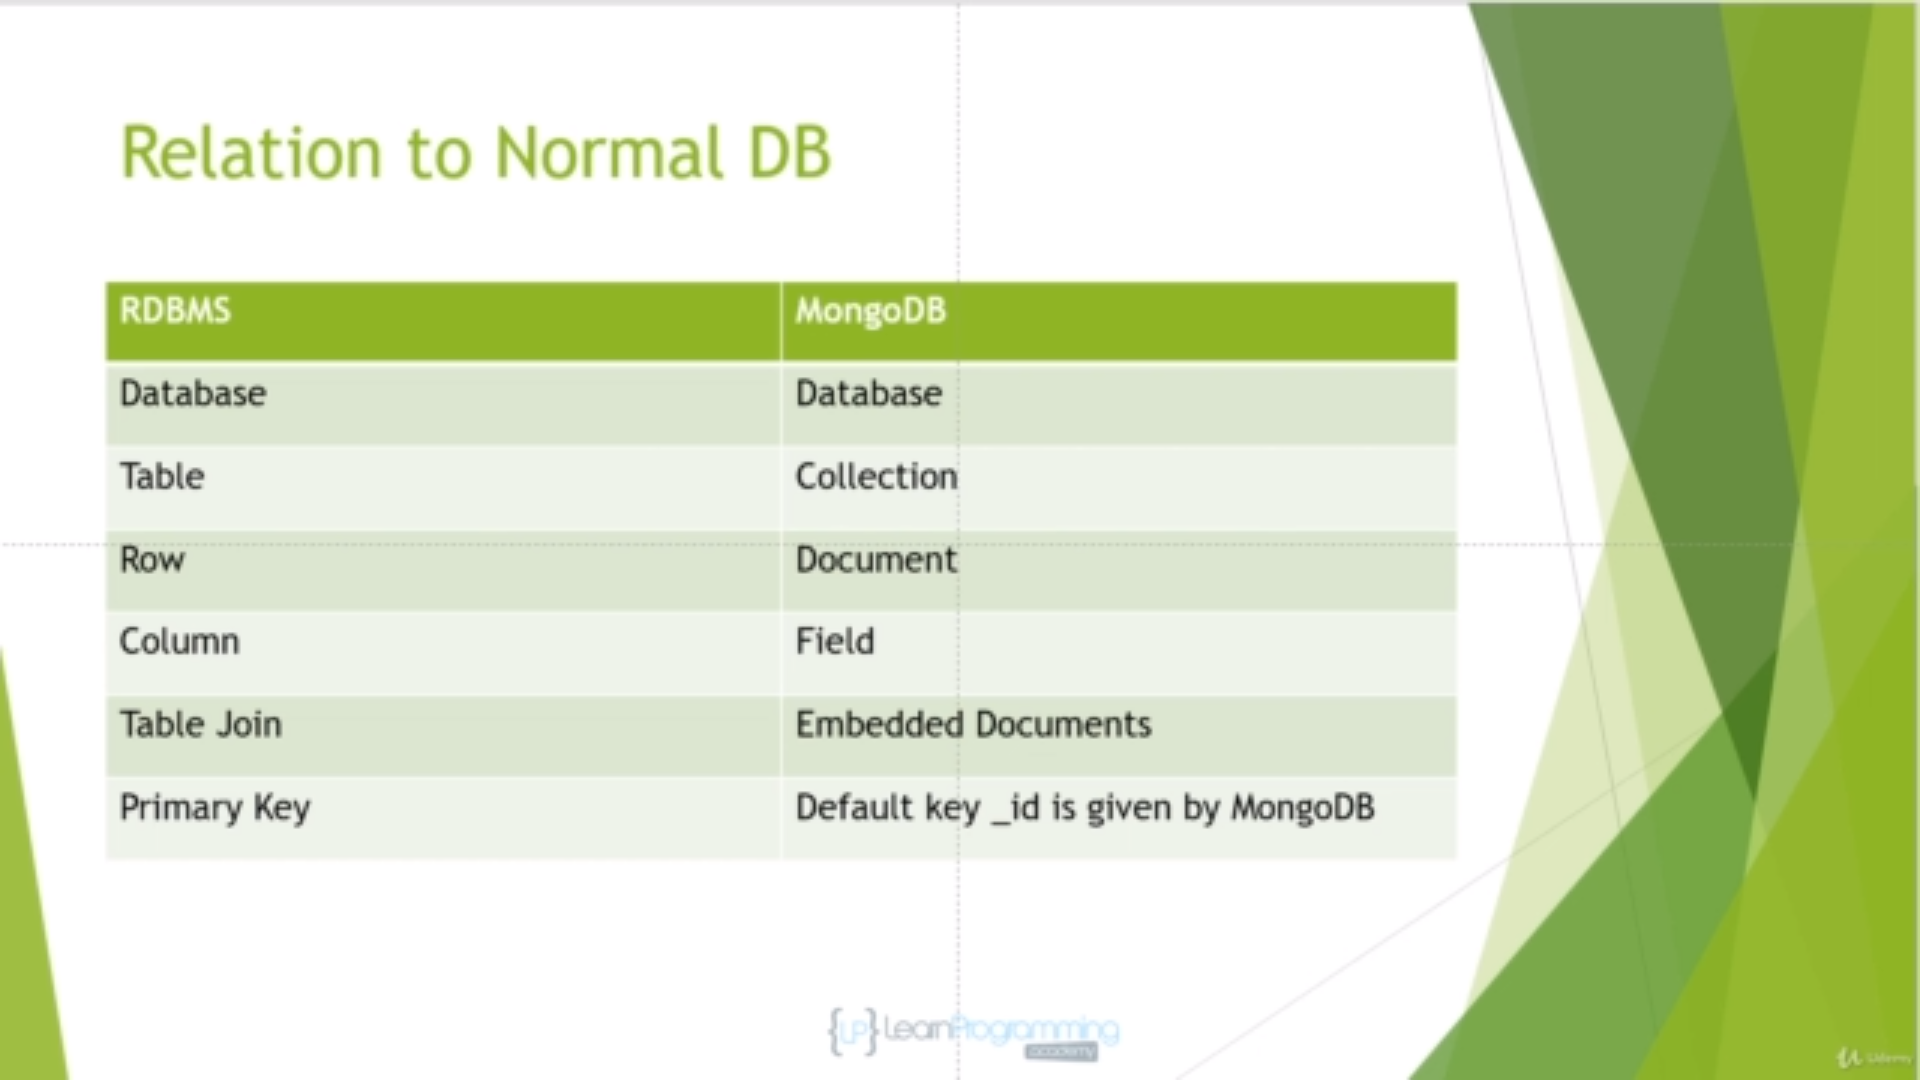 Relation to Normal DB
RDBMS MongoDB
Database Database
Table Collection
Row Document
Column Field
Table Join Embedded Documents
Primary Key Default key _id is given by MongoDB
{LP} LearnProgramming
academy
Udemy